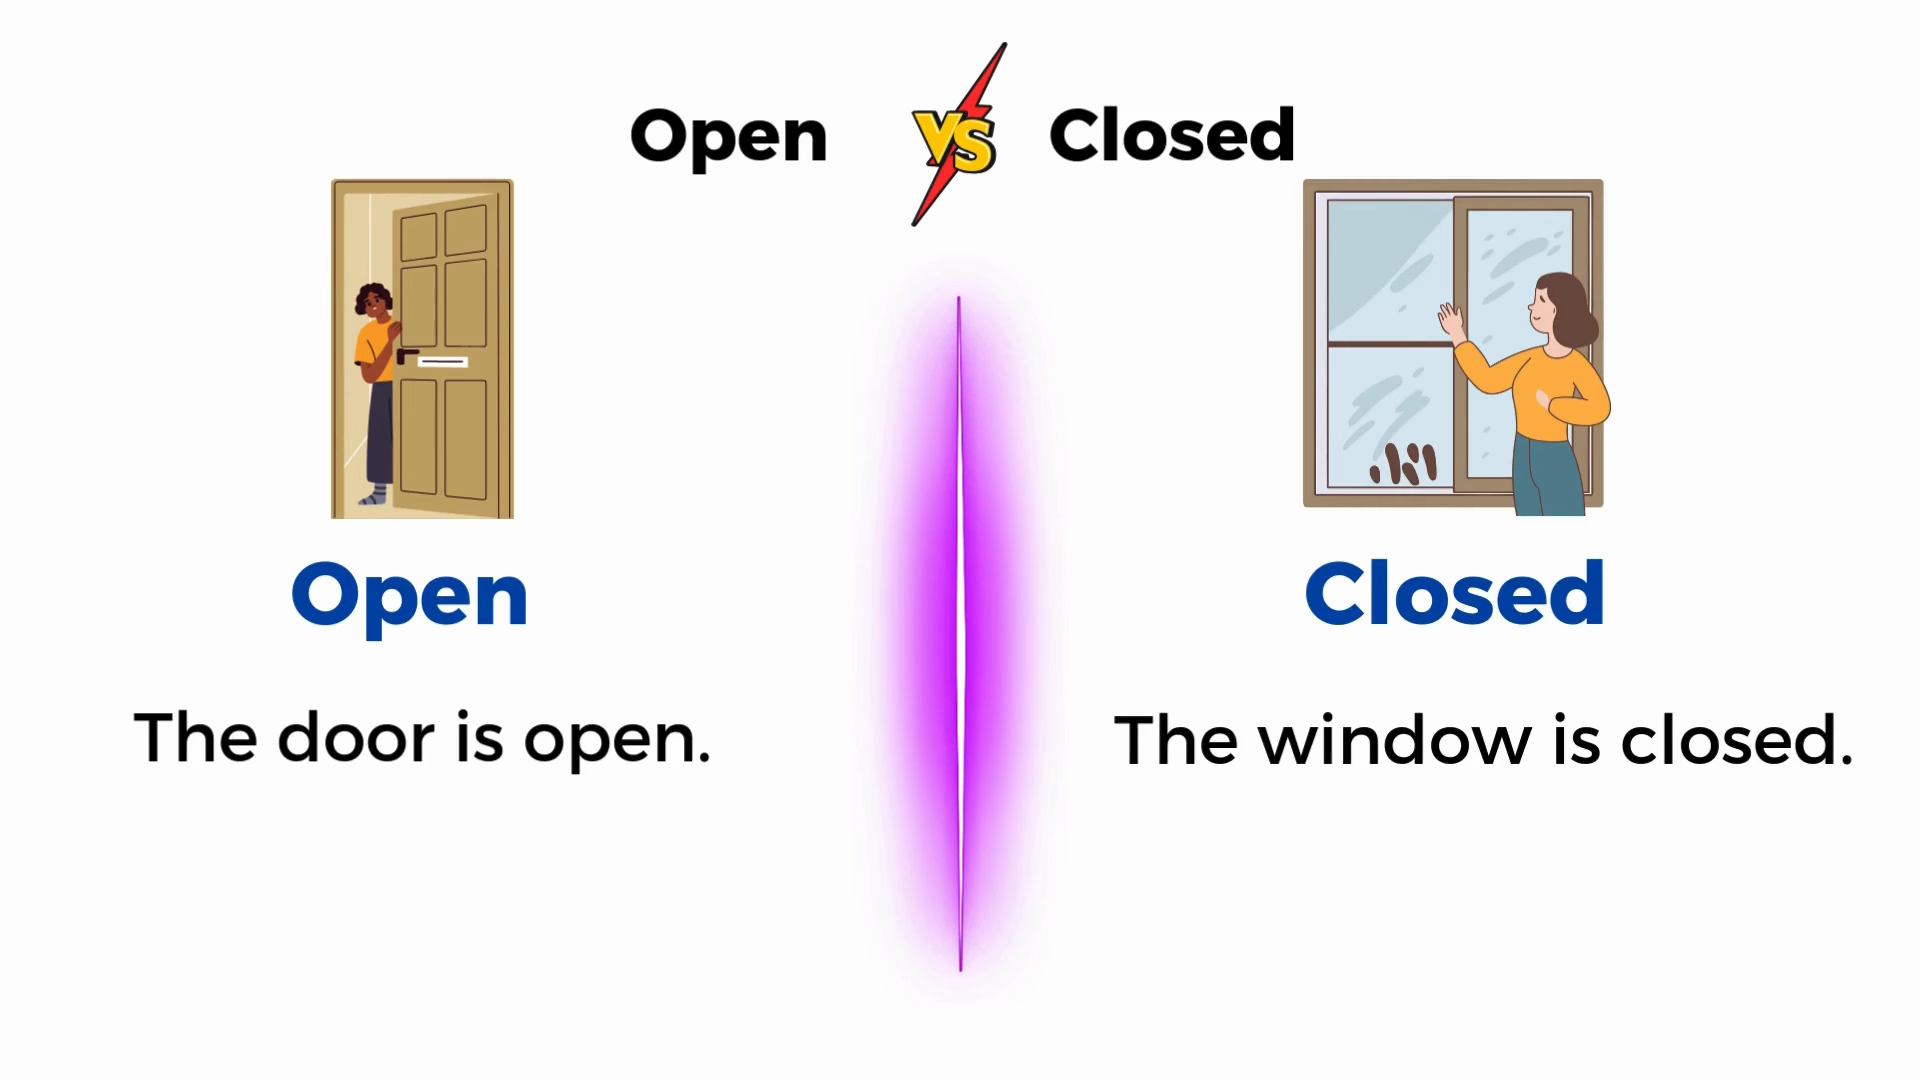 Open VS Closed
Open
Closed
The door is open.
The window is closed.